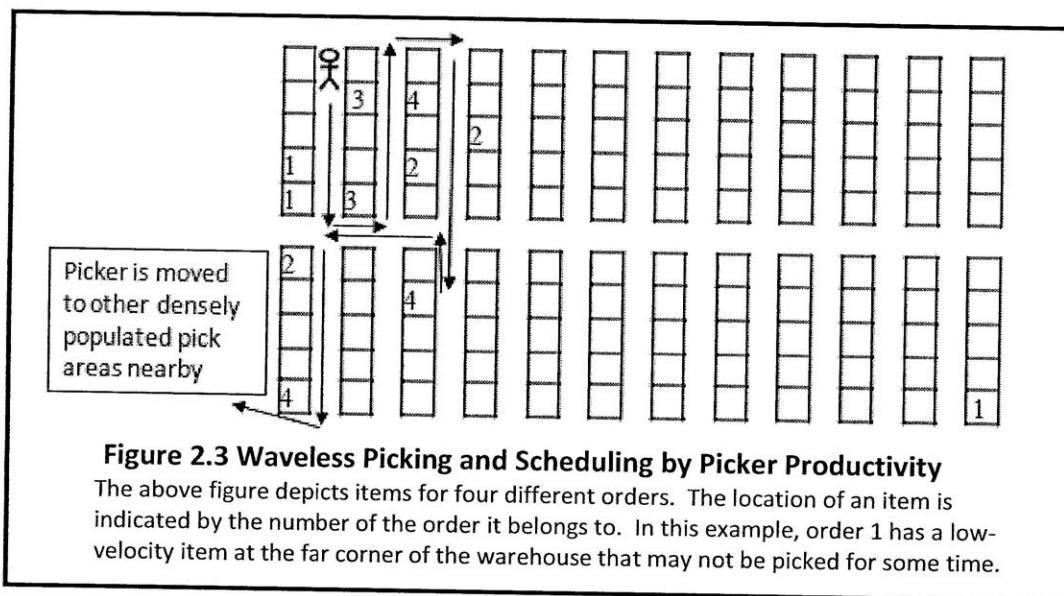 3
4
2
1
2
1
3
2
4
4
1
Picker is moved
to other densely
populated pick
areas nearby
Figure 2.3 Waveless Picking and Scheduling by Picker Productivity
The above figure depicts items for four different orders. The location of an item is
indicated by the number of the order it belongs to. In this example, order 1 has a low-
velocity item at the far corner of the warehouse that may not be picked for some time.